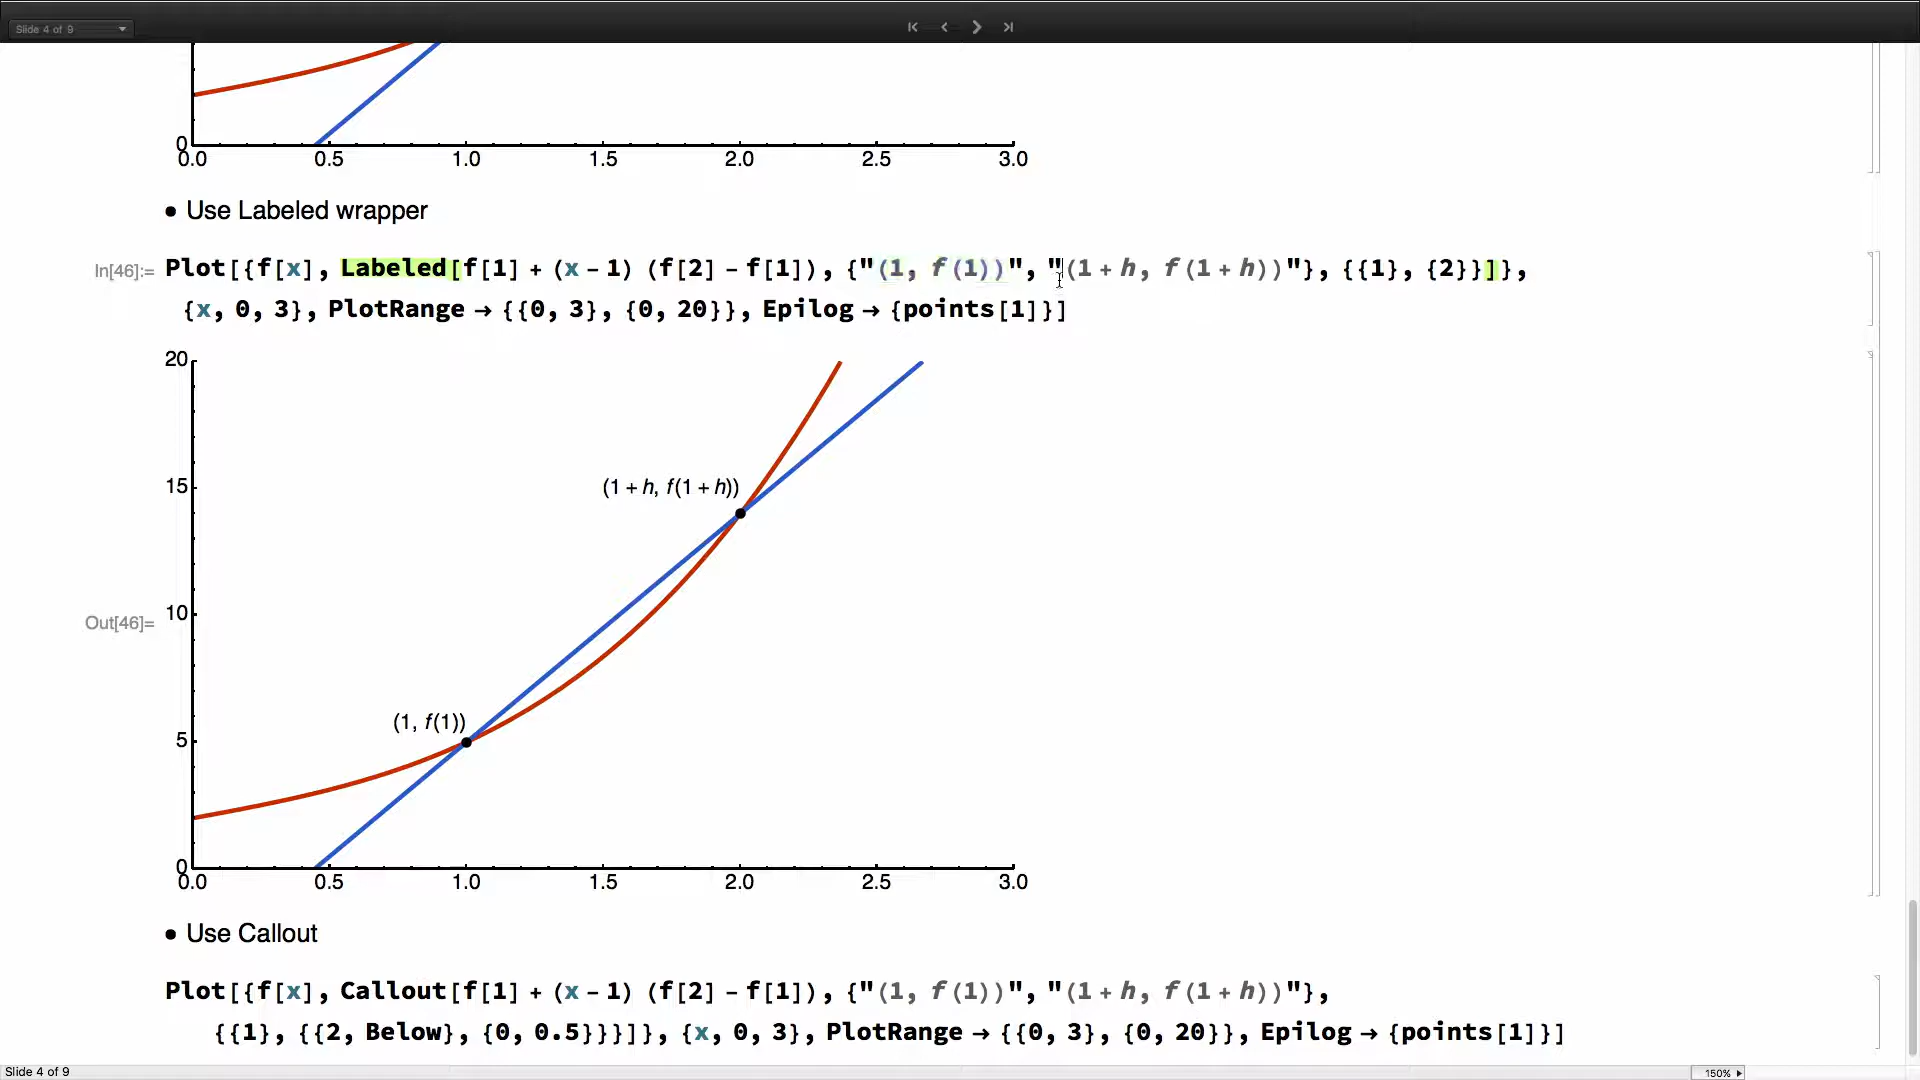 Slide 4 of 9
0
0.0 0.5 1.0 1.5 2.0 2.5 3.0
• Use Labeled wrapper
In[46]:= Plot[{f[x], Labeled[f[1] + (x - 1) (f[2] - f[1]), {"(1, f(1))", "(1 + h, f(1 + h))"}, {{1}, {2}}]},
{x, 0, 3}, PlotRange → {{0, 3}, {0, 20}}, Epilog → {points[1]}]
20
15
(1 + h, f(1 + h))
10
Out[46]=
(1, f(1))
5
0
0.0 0.5 1.0 1.5 2.0 2.5 3.0
• Use Callout
Plot[{f[x], Callout[f[1] + (x - 1) (f[2] - f[1]), {"(1, f(1))", "(1 + h, f(1 + h))"},
{{1}, {{2, Below}, {0, 0.5}}}]}, {x, 0, 3}, PlotRange → {{0, 3}, {0, 20}}, Epilog → {points[1]}]
Slide 4 of 9
150%